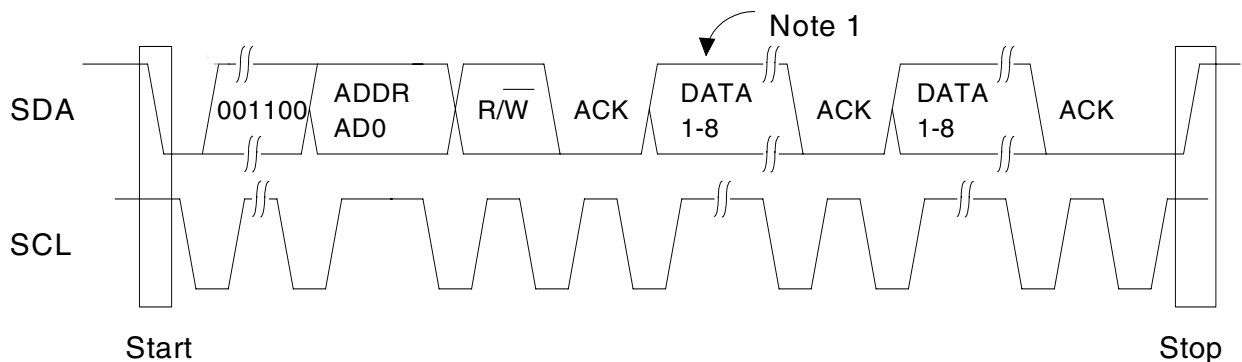 Note 1
SDA
001100
ADDR
AD0
R/W
ACK
DATA
1-8
ACK
DATA
1-8
ACK
SCL
Start
Stop